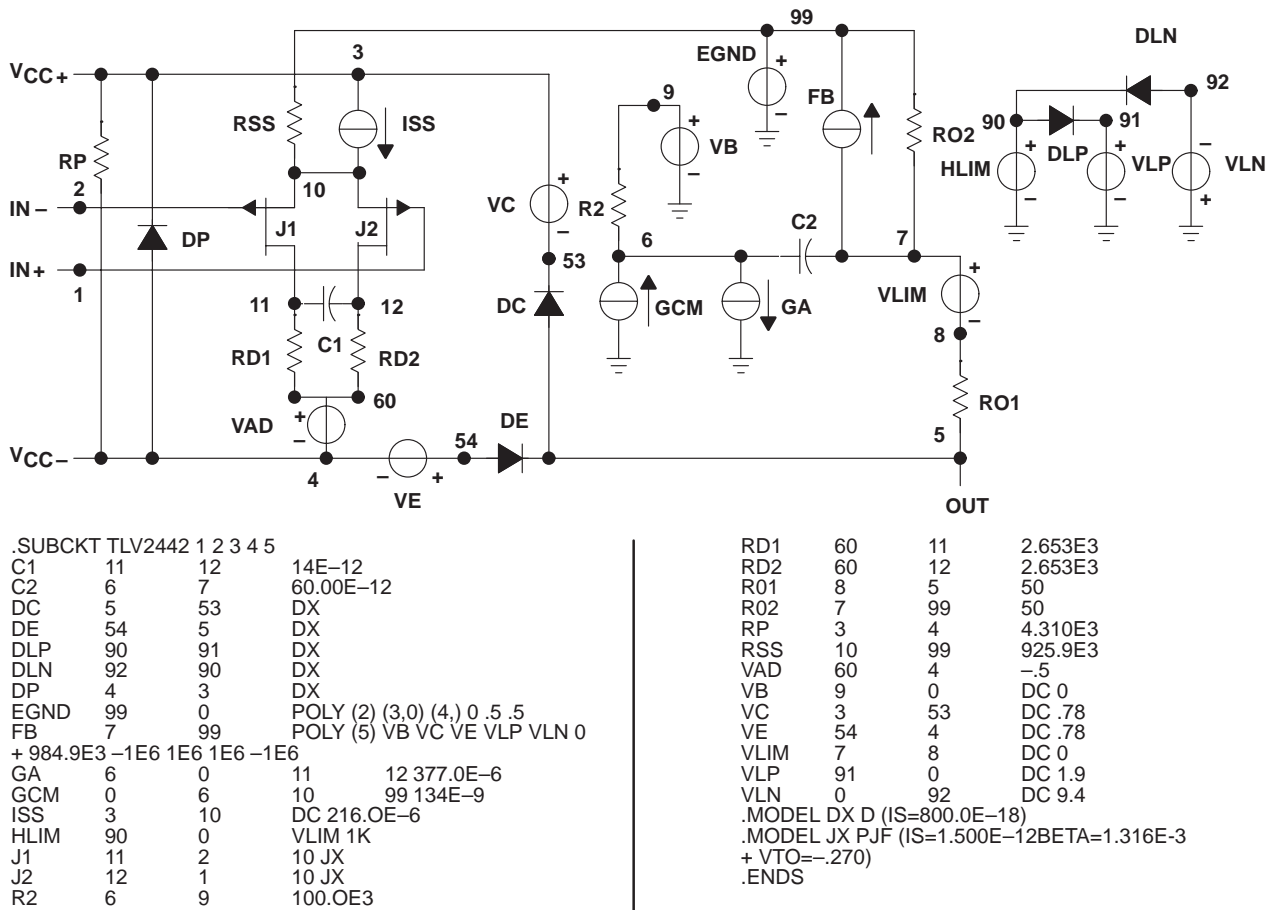 99
DLN
3
VCC+
EGND
+
92
9
FB
RSS
ISS
+
90
91
RO2
VB
RP
–
+
+
–
–
HLIM
DLP
VLP
VLN
2
10
+
–
–
+
IN–
VC
R2
C2
J1
J2
–
DP
6
7
IN+
53
+
1
VLIM
11
12
DC
GCM
GA
–
8
C1
RD1
RD2
RO1
60
+
VAD
DE
5
–
54
VCC–
4
–
+
VE
OUT
.SUBCKT TLV2442 1 2 3 4 5
C1 11 12 14E–12
C2 6 7 60.00E–12
DC 5 53 DX
DE 54 5 DX
DLP 90 91 DX
DLN 92 90 DX
DP 4 3 DX
EGND 99 0 POLY (2) (3,0) (4,) 0 .5 .5
FB 7 99 POLY (5) VB VC VE VLP VLN 0
+ 984.9E3 –1E6 1E6 1E6 –1E6
GA 6 0 11 12 377.0E–6
GCM 0 6 10 99 134E–9
ISS 3 10 DC 216.OE–6
HLIM 90 0 VLIM 1K
J1 11 2 10 JX
J2 12 1 10 JX
R2 6 9 100.OE3
RD1 60 11 2.653E3
RD2 60 12 2.653E3
R01 8 5 50
R02 7 99 50
RP 3 4 4.310E3
RSS 10 99 925.9E3
VAD 60 4 –.5
VB 9 0 DC 0
VC 3 53 DC .78
VE 54 4 DC .78
VLIM 7 8 DC 0
VLP 91 0 DC 1.9
VLN 0 92 DC 9.4
.MODEL DX D (IS=800.0E–18)
.MODEL JX PJF (IS=1.500E–12BETA=1.316E-3
+ VTO=–.270)
.ENDS